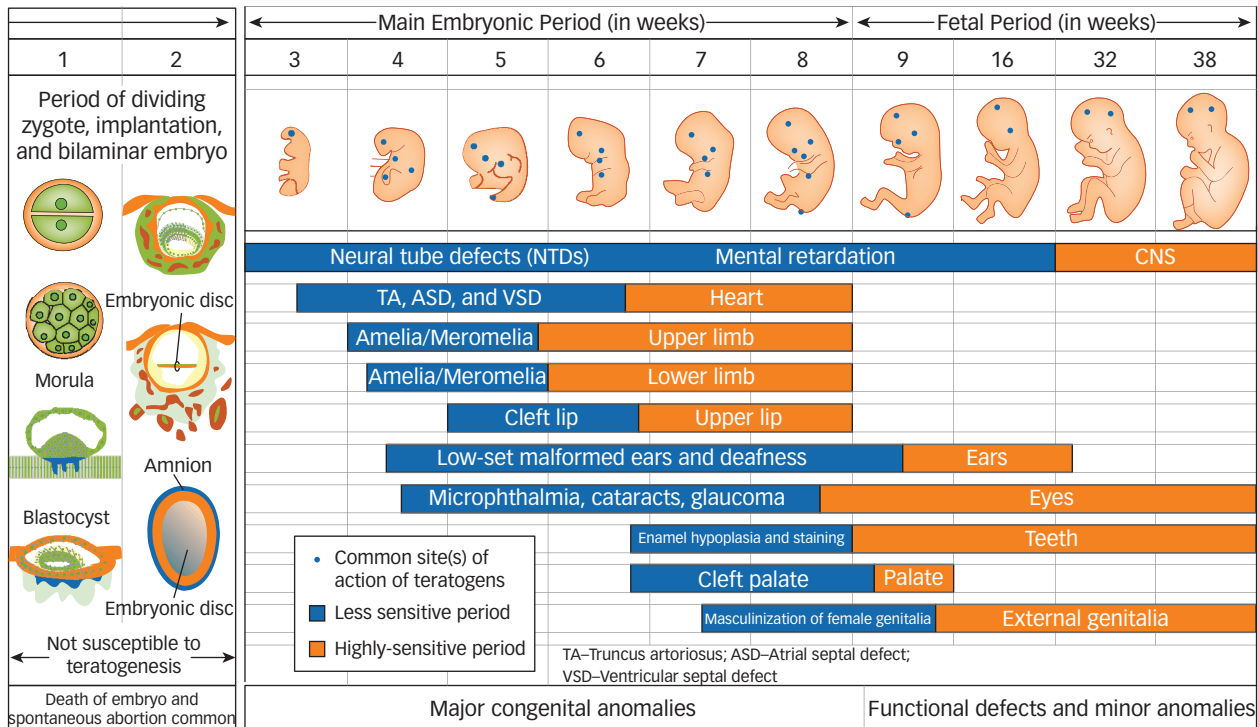 Main Embryonic Period (in weeks)
Fetal Period (in weeks)
1
2
3
4
5
6
7
8
9
16
32
38
Period of dividing
zygote, implantation,
and bilaminar embryo
Embryonic disc
Morula
Amnion
Blastocyst
Embryonic disc
Not susceptible to
teratogenesis
Death of embryo and
spontaneous abortion common
Neural tube defects (NTDs)
Mental retardation
CNS
TA, ASD, and VSD
Heart
Amelia/Meromelia
Upper limb
Amelia/Meromelia
Lower limb
Cleft lip
Upper lip
Low-set malformed ears and deafness
Ears
Microphthalmia, cataracts, glaucoma
Eyes
Enamel hypoplasia and staining
Teeth
Cleft palate
Palate
Masculinization of female genitalia
External genitalia
Common site(s) of
action of teratogens
Less sensitive period
Highly-sensitive period
TA–Truncus artoriosus; ASD–Atrial septal defect;
VSD–Ventricular septal defect
Major congenital anomalies
Functional defects and minor anomalies